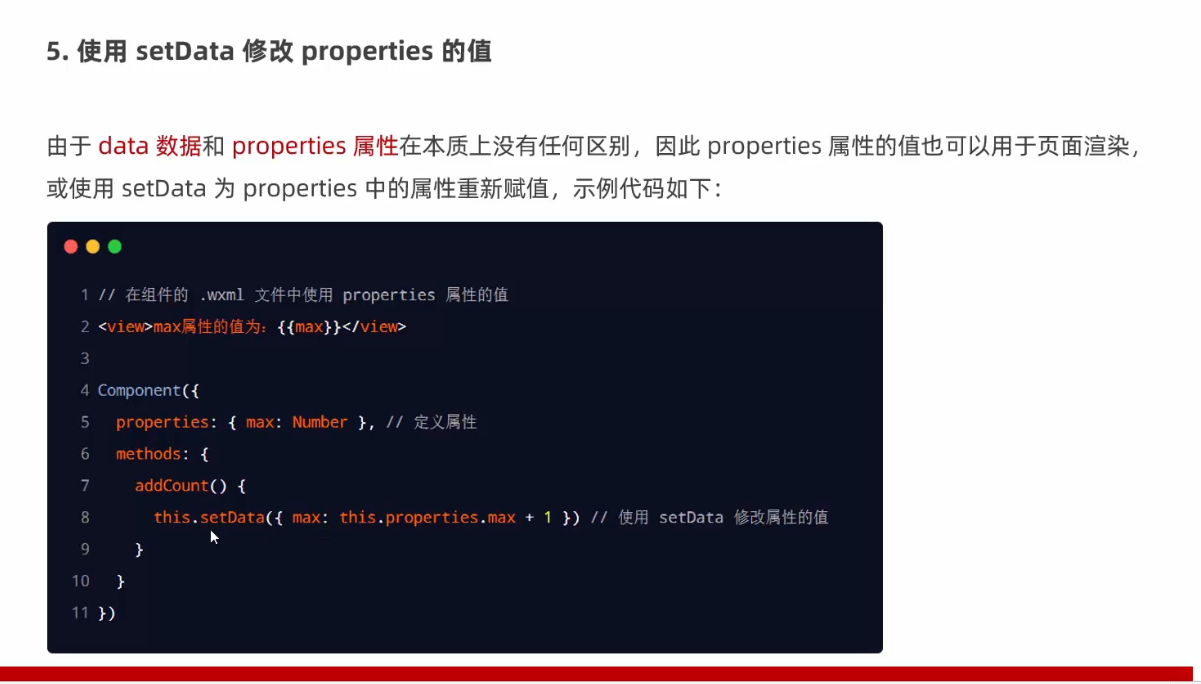 5. 使用 setData 修改 properties 的值
由于 data 数据和 properties 属性在本质上没有任何区别，因此 properties 属性的值也可以用于页面渲染，
或使用 setData 为 properties 中的属性重新赋值，示例代码如下：
1 // 在组件的 .wxml 文件中使用 properties 属性的值
2 <view>max属性的值为：{{max}}</view>
3
4 Component({
5   properties: { max: Number }, // 定义属性
6   methods: {
7     addCount() {
8       this.setData({ max: this.properties.max + 1 }) // 使用 setData 修改属性的值
9     }
10   }
11 })